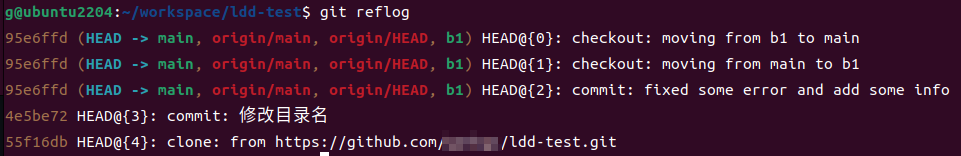 g@ubuntu2204:~/workspace/ldd-test$ git reflog
95e6ffd (HEAD -> main, origin/main, origin/HEAD, b1) HEAD@{0}: checkout: moving from b1 to main
95e6ffd (HEAD -> main, origin/main, origin/HEAD, b1) HEAD@{1}: checkout: moving from main to b1
95e6ffd (HEAD -> main, origin/main, origin/HEAD, b1) HEAD@{2}: commit: fixed some error and add some info
4e5be72 HEAD@{3}: commit: 修改目录名
55f16db HEAD@{4}: clone: from https://github.com/ /ldd-test.git